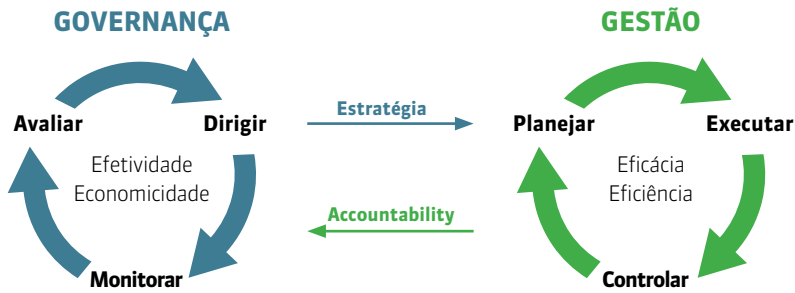 GOVERNANÇA
GESTÃO
Avaliar
Dirigir
Efetividade
Economicidade
Monitorar
Estratégia
Accountability
Planejar
Executar
Eficácia
Eficiência
Controlar